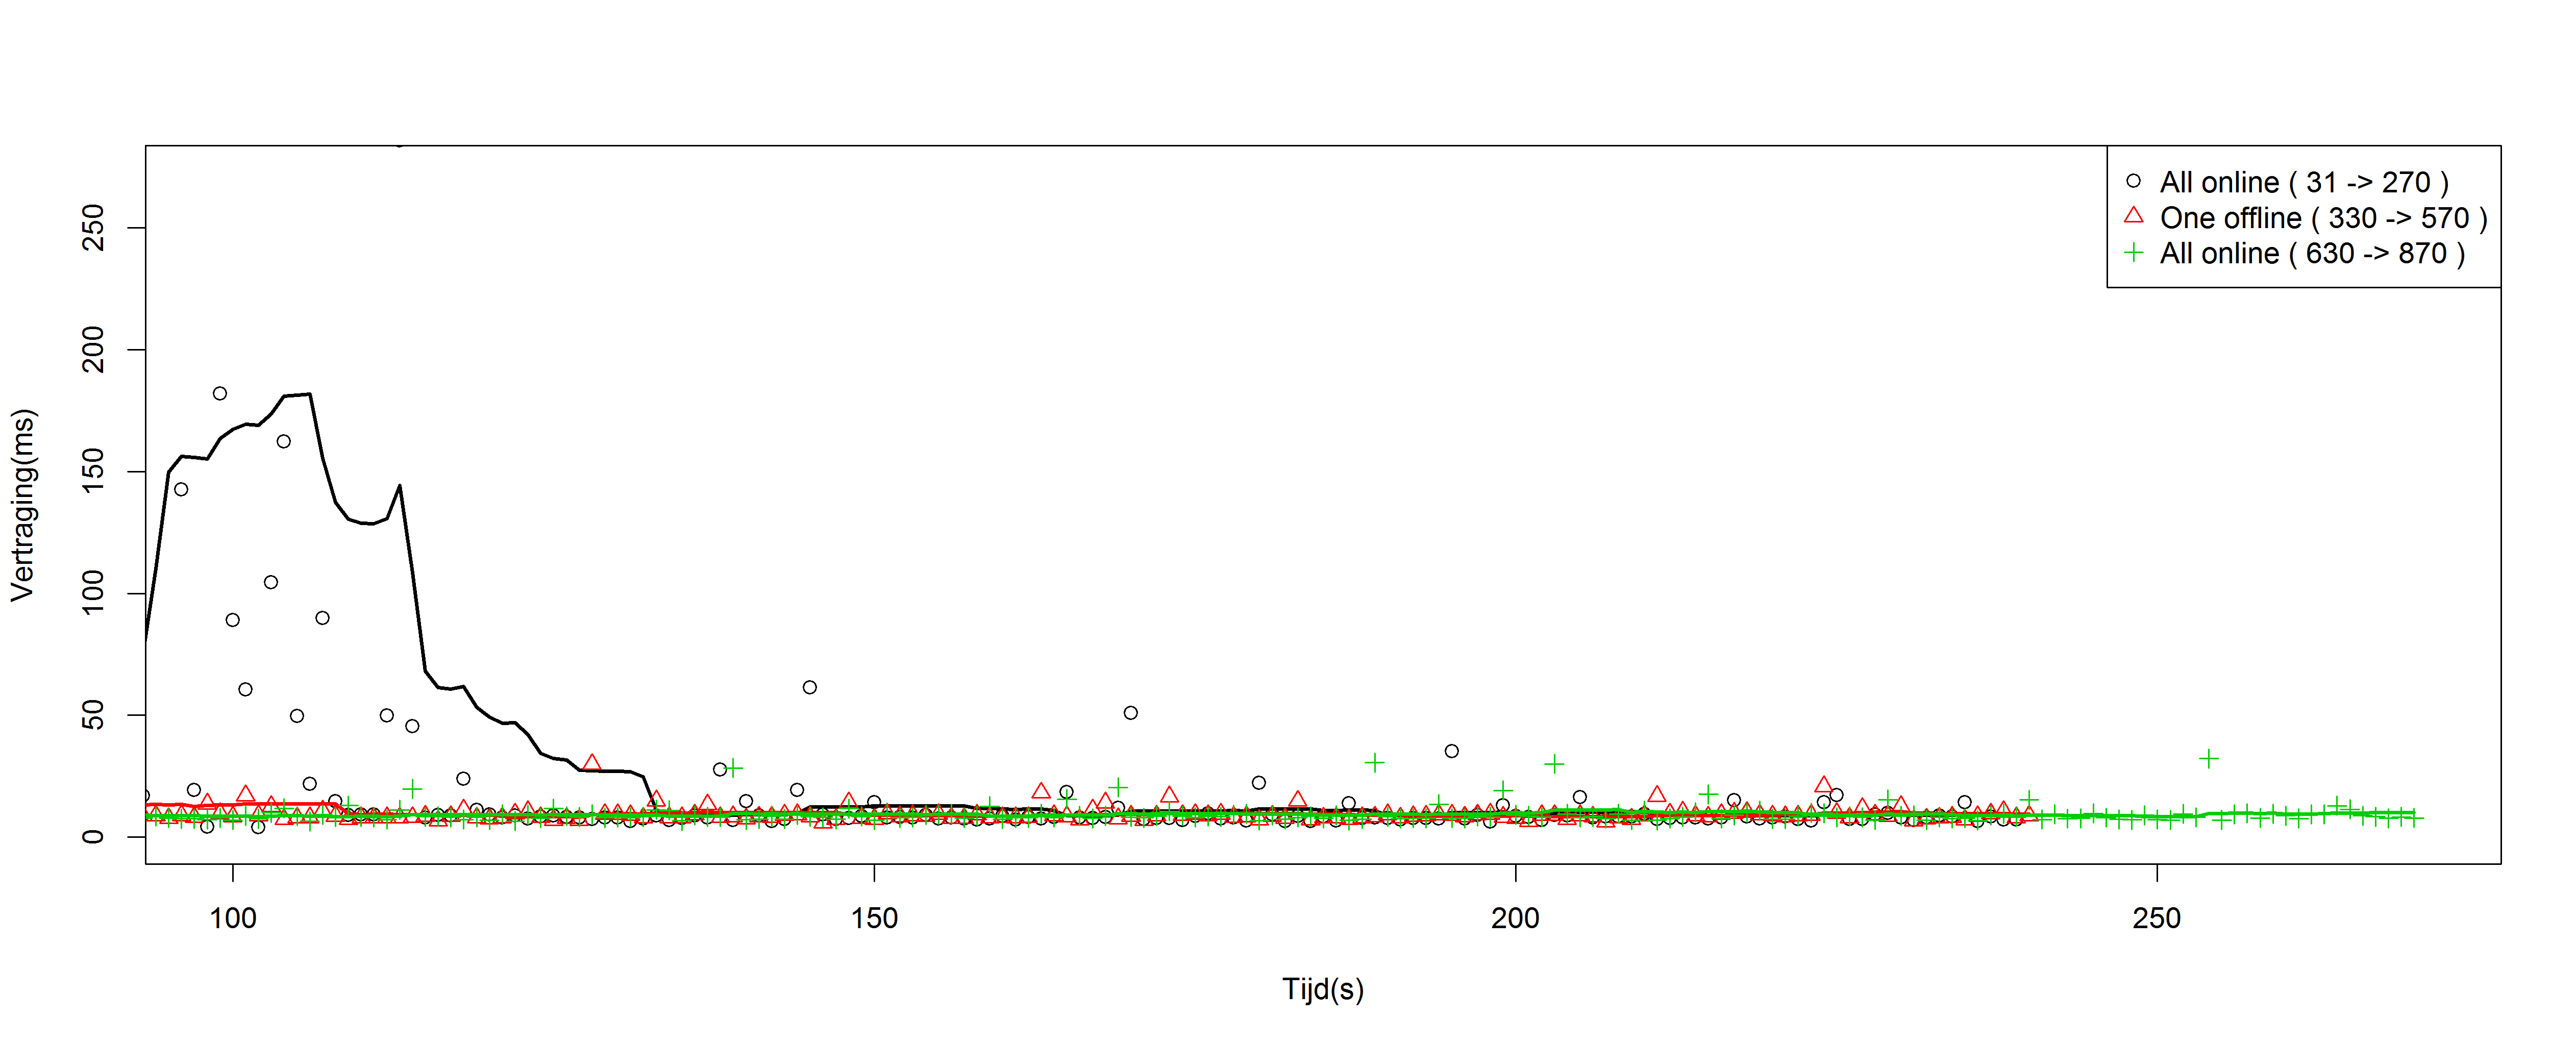 All online ( 31 -> 270 )
One offline ( 330 -> 570 )
All online ( 630 -> 870 )
250
200
150
100
50
0
Vertraging(ms)
100 150 200 250
Tijd(s)